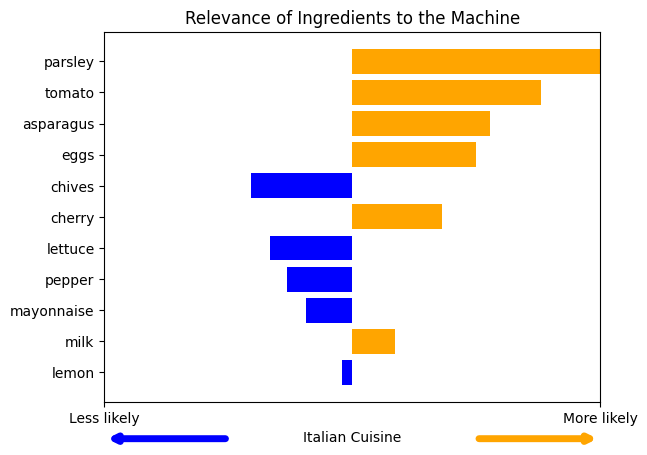 Relevance of Ingredients to the Machine
parsley
tomato
asparagus
eggs
chives
cherry
lettuce
pepper
mayonnaise
milk
lemon
Less likely
More likely
Italian Cuisine